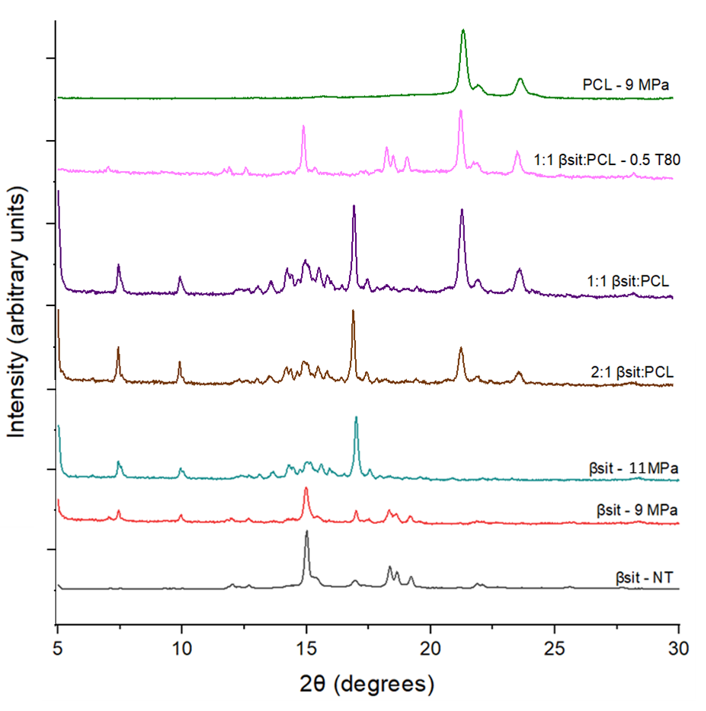 PCL - 9 MPa
1:1 βsit:PCL - 0.5 T80
1:1 βsit:PCL
2:1 βsit:PCL
βsit - 11MPa
βsit - 9 MPa
βsit - NT
Intensity (arbitrary units)
5 10 15 20 25 30
2θ (degrees)